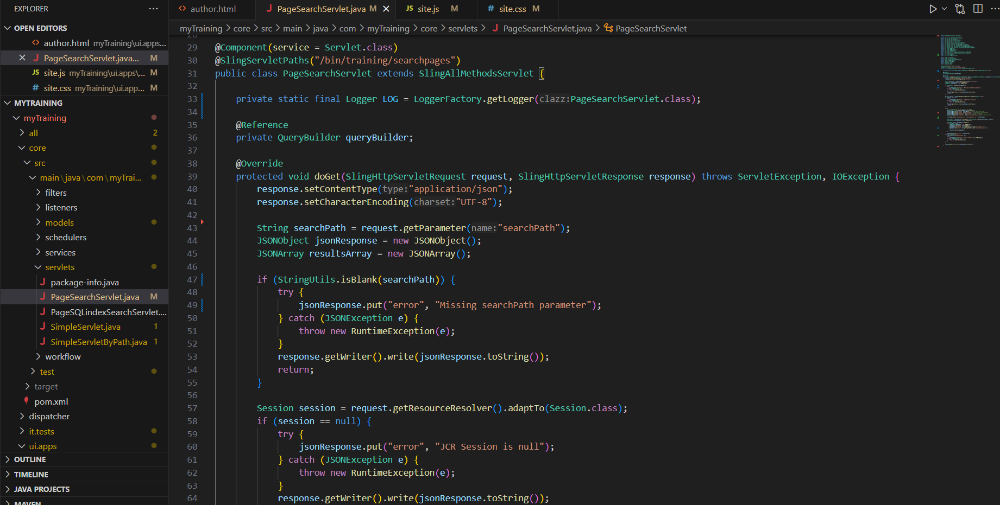 EXPLORER
OPEN EDITORS
author.html myTraining\ui.apps...
PageSearchServlet.java... M
site.js myTraining\ui.apps\... M
site.css myTraining\ui.app... M
MYTRAINING
myTraining
all 2
core
src
main\java\com\myTrai...
filters
listeners
models
schedulers
services
servlets
package-info.java
PageSearchServlet.java M
PageSQLindexSearchServlet....
SimpleServlet.java 1
SimpleServletByPath.java 1
workflow
test
target
pom.xml
dispatcher
it.tests
ui.apps
OUTLINE
TIMELINE
JAVA PROJECTS
MAVEN
author.html
PageSearchServlet.java M
JS site.js M
# site.css M
myTraining > core > src > main > java > com > myTraining > core > servlets > PageSearchServlet.java > PageSearchServlet
28
29 @Component(service = Servlet.class)
30 @SlingServletPaths("/bin/training/searchpages")
31 public class PageSearchServlet extends SlingAllMethodsServlet {
32
33 private static final Logger LOG = LoggerFactory.getLogger(clazz:PageSearchServlet.class);
34
35 @Reference
36 private QueryBuilder queryBuilder;
37
38 @Override
39 protected void doGet(SlingHttpServletRequest request, SlingHttpServletResponse response) throws ServletException, IOException {
40 response.setContentType(type:"application/json");
41 response.setCharacterEncoding(charset:"UTF-8");
42
43 String searchPath = request.getParameter(name:"searchPath");
44 JSONObject jsonResponse = new JSONObject();
45 JSONArray resultsArray = new JSONArray();
46
47 if (StringUtils.isBlank(searchPath)) {
48 try {
49 jsonResponse.put("error", "Missing searchPath parameter");
50 } catch (JSONException e) {
51 throw new RuntimeException(e);
52 }
53 response.getWriter().write(jsonResponse.toString());
54 return;
55 }
56
57 Session session = request.getResourceResolver().adaptTo(Session.class);
58 if (session == null) {
59 try {
60 jsonResponse.put("error", "JCR Session is null");
61 } catch (JSONException e) {
62 throw new RuntimeException(e);
63 }
64 response.getWriter().write(jsonResponse.toString());